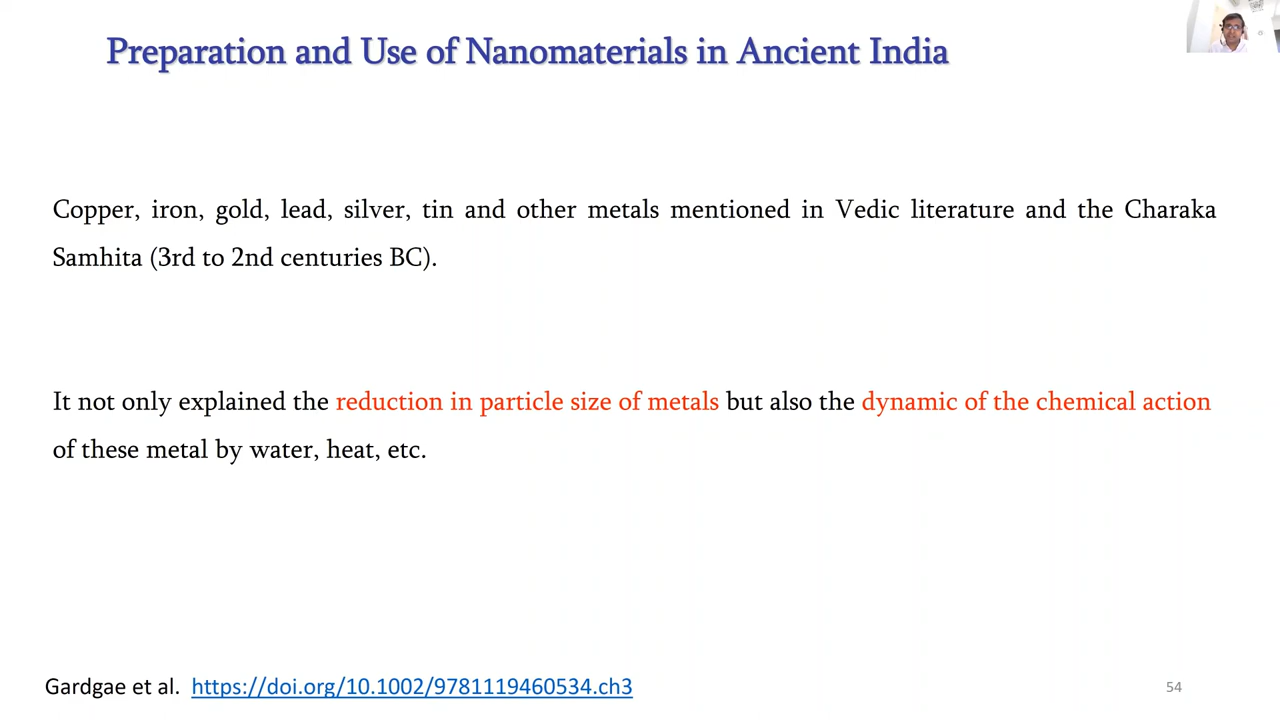 Preparation and Use of Nanomaterials in Ancient India
Copper, iron, gold, lead, silver, tin and other metals mentioned in Vedic literature and the Charaka
Samhita (3rd to 2nd centuries BC).
It not only explained the reduction in particle size of metals but also the dynamic of the chemical action
of these metal by water, heat, etc.
Gardgae et al. https://doi.org/10.1002/9781119460534.ch3
54